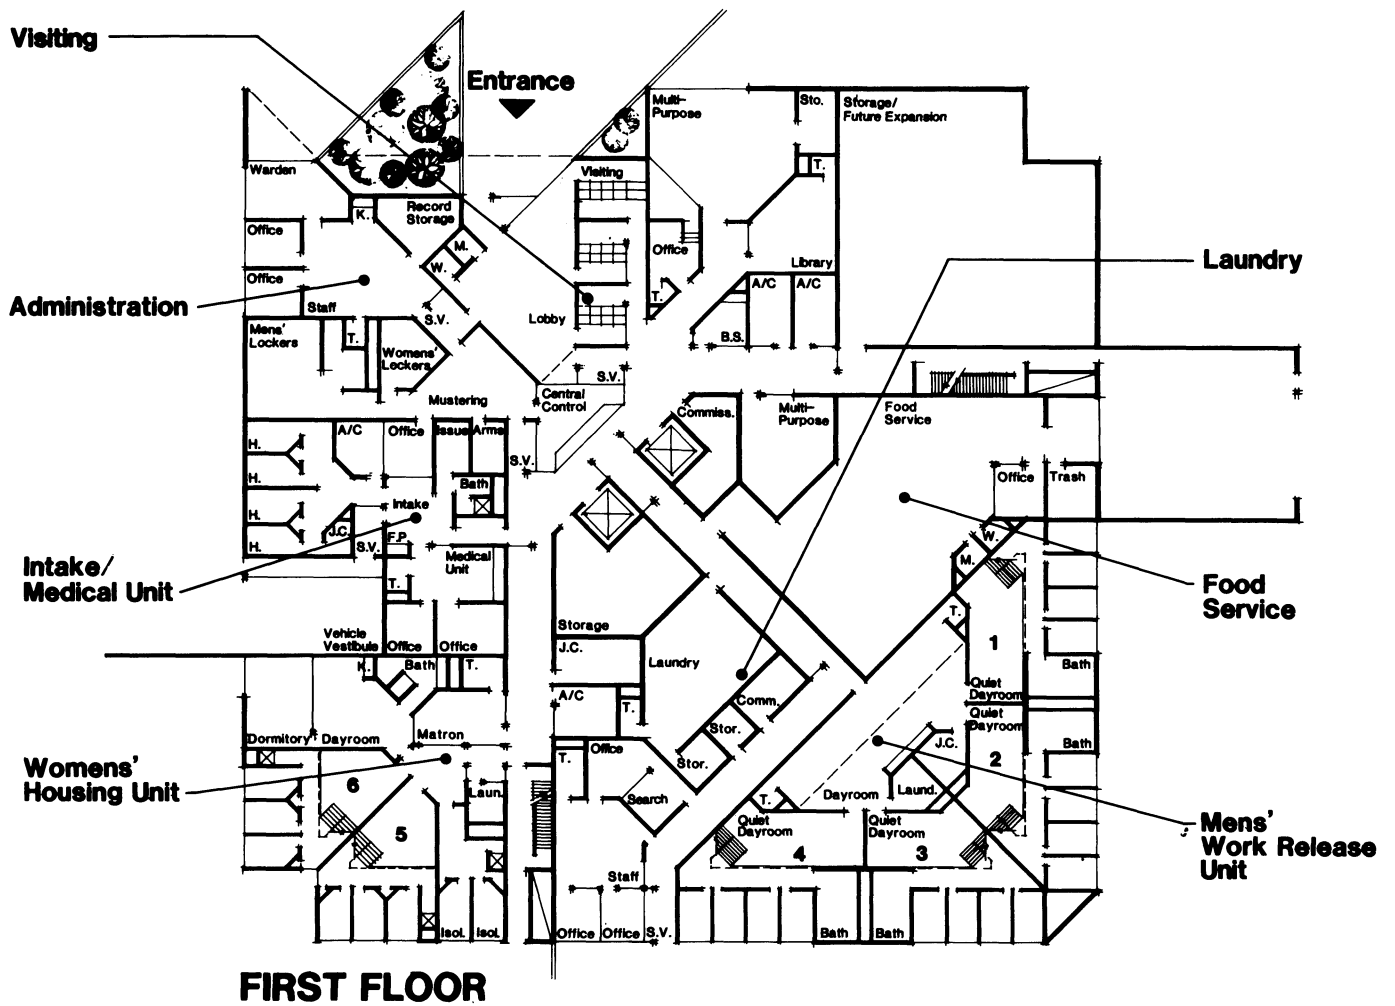 Visiting
Entrance
Multi-
Purpose
Sto.
Storage/
Future Expansion
T.
Warden
Visiting
K.
Record
Storage
Office
M.
W.
Office
Library
Laundry
Office
Administration
Staff
S.V.
Lobby
T.
A/C
A/C
B.S.
Mens'
Lockers
T.
Womens'
Lockers
S.V.
Central
Control
Mustering
Commiss.
Multi-
Purpose
Food
Service
H.
A/C
Office
Issue
Arms
S.V.
H.
Bath
Office
Trash
H.
Intake
J.C.
H.
S.V.
F.P.
Medical
Unit
W.
M.
Intake/
Medical Unit
T.
Food
Service
T.
Storage
Vehicle
Vestibule
Office
Office
J.C.
1
K.
Bath
T.
Laundry
Bath
A/C
T.
Comm.
Quiet
Dayroom
Quiet
Dayroom
Stor.
Dormitory
Dayroom
Matron
Office
J.C.
Bath
T.
Stor.
2
Womens'
Housing Unit
6
Laun.
Search
T.
Dayroom
Laund.
5
Quiet
Dayroom
Quiet
Dayroom
4
3
Mens'
Work Release
Unit
Staff
Isol.
Isol.
Office
Office
S.V.
Bath
Bath
FIRST FLOOR